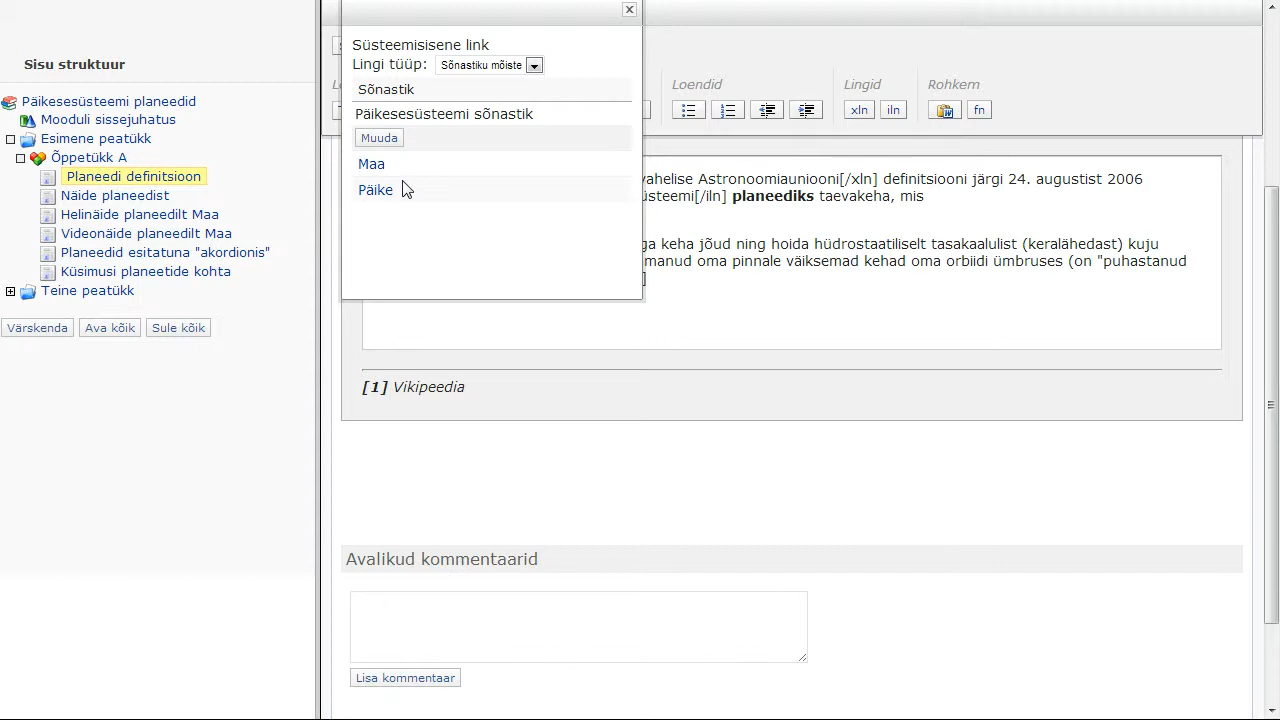 Sisu struktuur
Päikesesüsteemi planeedid
Mooduli sissejuhatus
Esimene peatükk
Õppetükk A
Planeedi definitsioon
Näide planeedist
Helinäide planeedilt Maa
Videonäide planeedilt Maa
Planeedid esitatuna "akordionis"
Küsimusi planeetide kohta
Teine peatükk
Värskenda
Ava kõik
Sule kõik
Süsteemisisene link
Lingi tüüp: Sõnastiku mõiste
Sõnastik
Päikesesüsteemi sõnastik
Muuda
Maa
Päike
Loendid
Lingid
Rohkem
xln
iln
fn
vahelise Astronoomiauniooni[/xln] definitsiooni järgi 24. augustist 2006
üsteemi[/iln] planeediks taevakeha, mis
ga keha jõud ning hoida hüdrostaatiliselt tasakaalulist (keralähedast) kuju
manud oma pinnale väiksemad kehad oma orbiidi ümbruses (on "puhastanud
]
[1] Vikipeedia
Avalikud kommentaarid
Lisa kommentaar